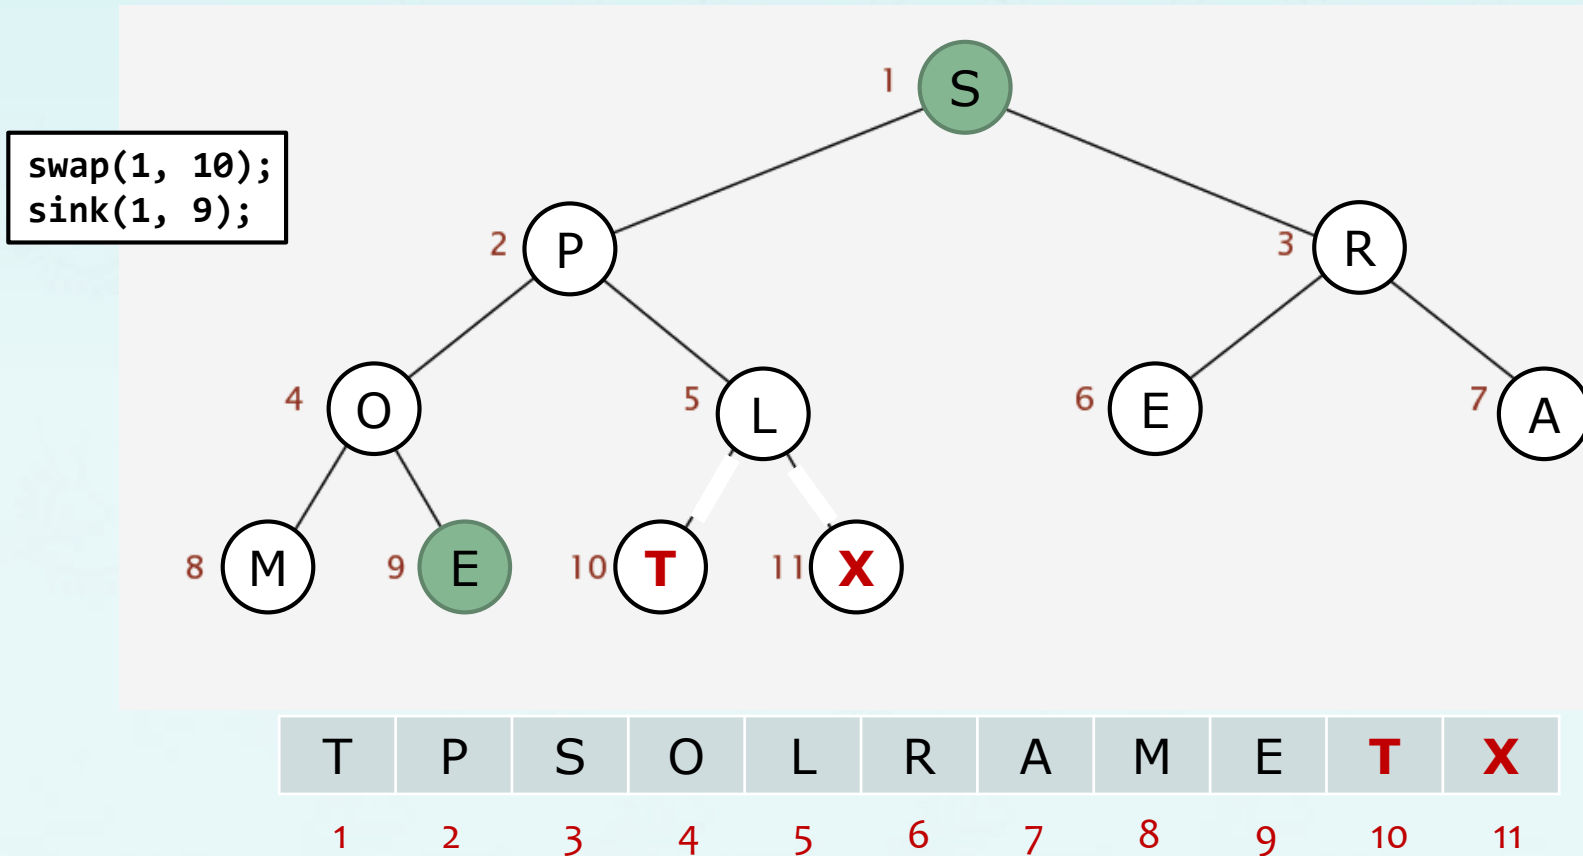 1 S
swap(1, 10);
sink(1, 9);
2 P 3 R
4 O 5 L 6 E 7 A
8 M 9 E 10 T 11 X
T P S O L R A M E T X
1 2 3 4 5 6 7 8 9 10 11